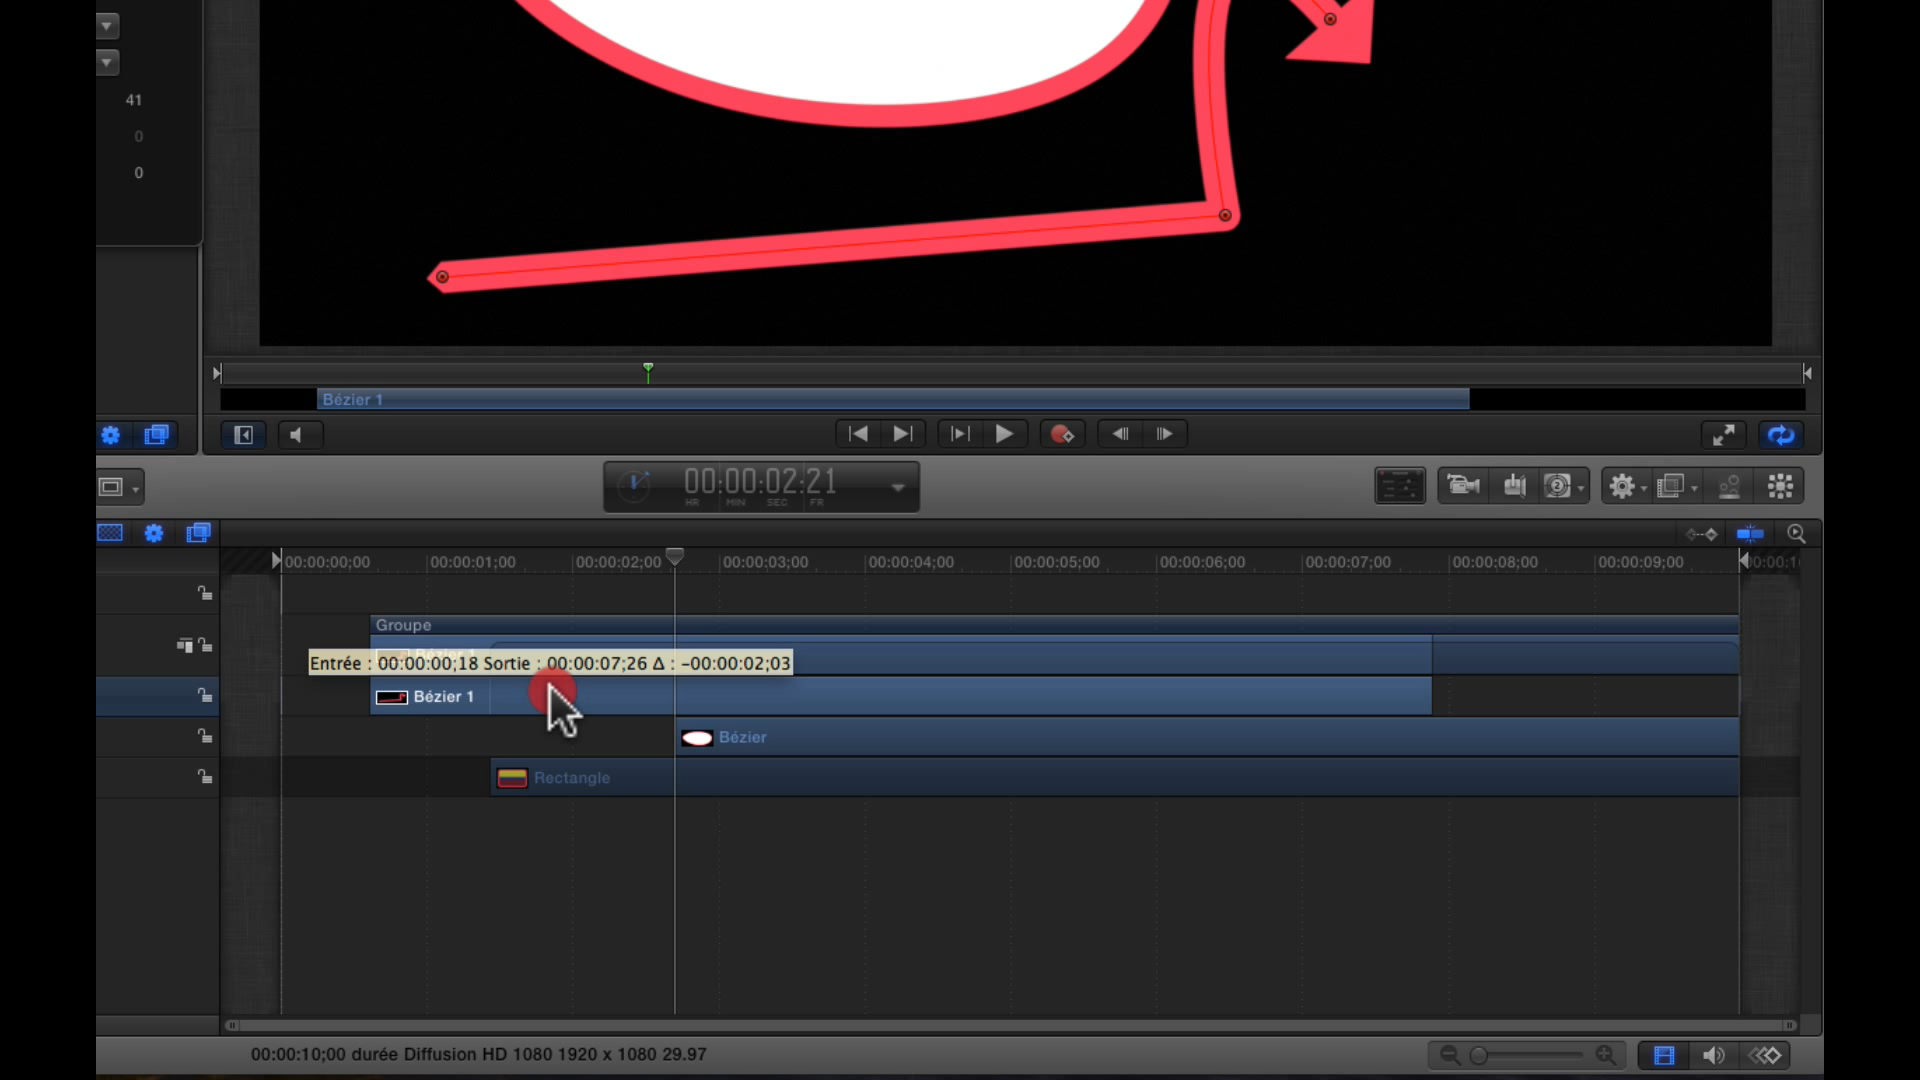 41
0
0
Bézier 1
00:00:02:21
HR MIN SEC FR
00:00:00;00 00:00:01;00 00:00:02;00 00:00:03;00 00:00:04;00 00:00:05;00 00:00:06;00 00:00:07;00 00:00:08;00 00:00:09;00
Groupe
Entrée : 00:00:00;18 Sortie : 00:00:07;26 Δ : -00:00:02;03
Bézier 1
Bézier
Rectangle
00:00:10;00 durée Diffusion HD 1080 1920 x 1080 29.97